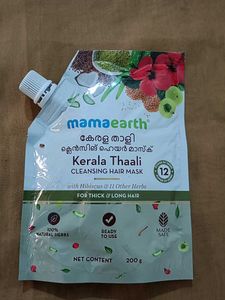 mamaearth
കേരള താളി
ക്ലെൻസിങ് ഹെയർ മാസ്ക്
Kerala Thaali
CLEANSING HAIR MASK
with Hibiscus & 11 Other Herbs
12
FOR THICK & LONG HAIR
100%
NATURAL HERBS
READY
TO USE
MADE
SAFE
NET CONTENT 200 g